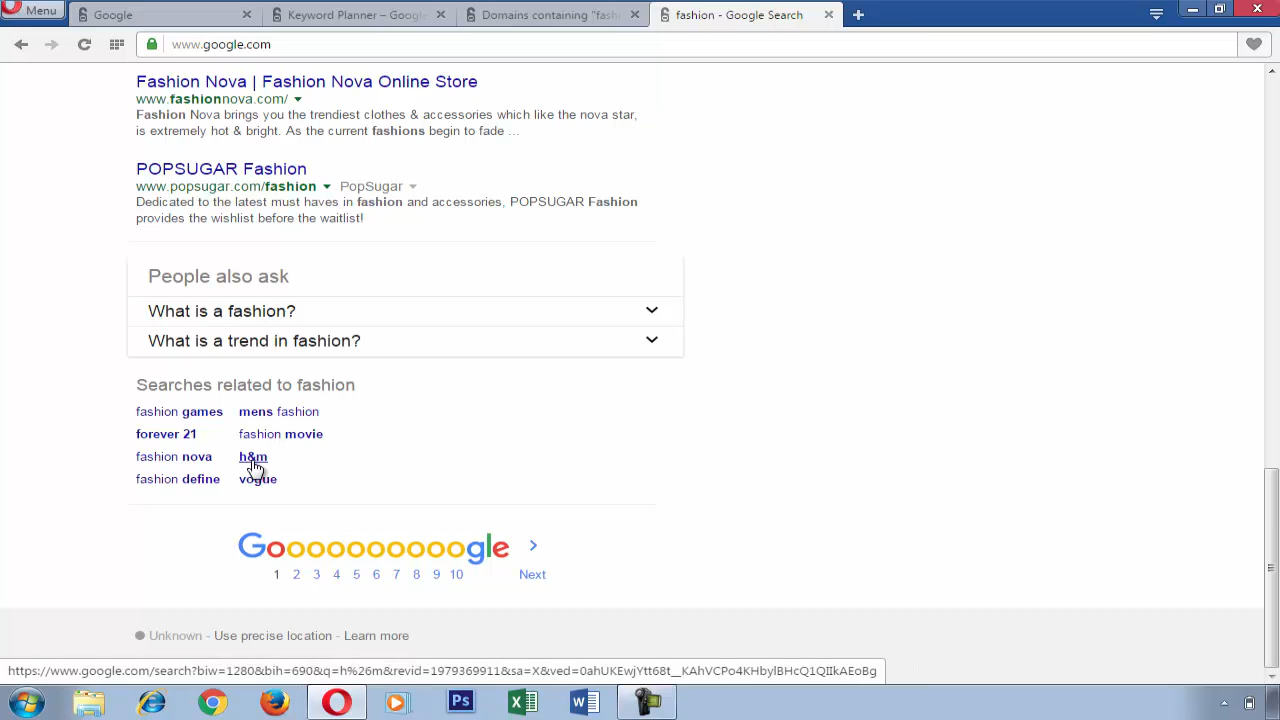 Menu
Google
Keyword Planner – Google
Domains containing "fash
fashion - Google Search
www.google.com
Fashion Nova | Fashion Nova Online Store
www.fashionnova.com/
Fashion Nova brings you the trendiest clothes & accessories which like the nova star,
is extremely hot & bright. As the current fashions begin to fade ...
POPSUGAR Fashion
www.popsugar.com/fashion PopSugar
Dedicated to the latest must haves in fashion and accessories, POPSUGAR Fashion
provides the wishlist before the waitlist!
People also ask
What is a fashion?
What is a trend in fashion?
Searches related to fashion
fashion games mens fashion
forever 21 fashion movie
fashion nova h&m
fashion define vogue
Goooooooooogle
1 2 3 4 5 6 7 8 9 10 Next
Unknown - Use precise location - Learn more
https://www.google.com/search?biw=1280&bih=690&q=h%26m&revid=1979369911&sa=X&ved=0ahUKEwjYtt68t__KAhVCPo4KHbylBHcQ1QIIkAEoBg
Ps